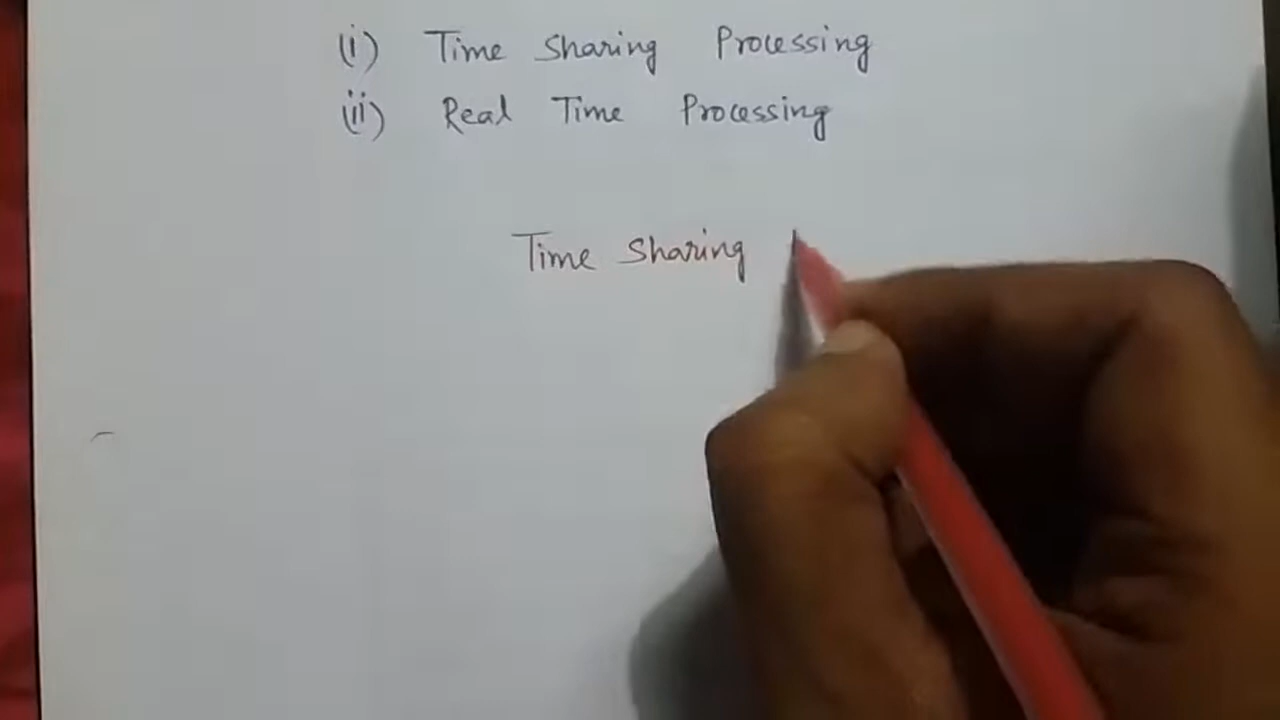 (i) Time Sharing Processing
(ii) Real Time Processing
Time Sharing